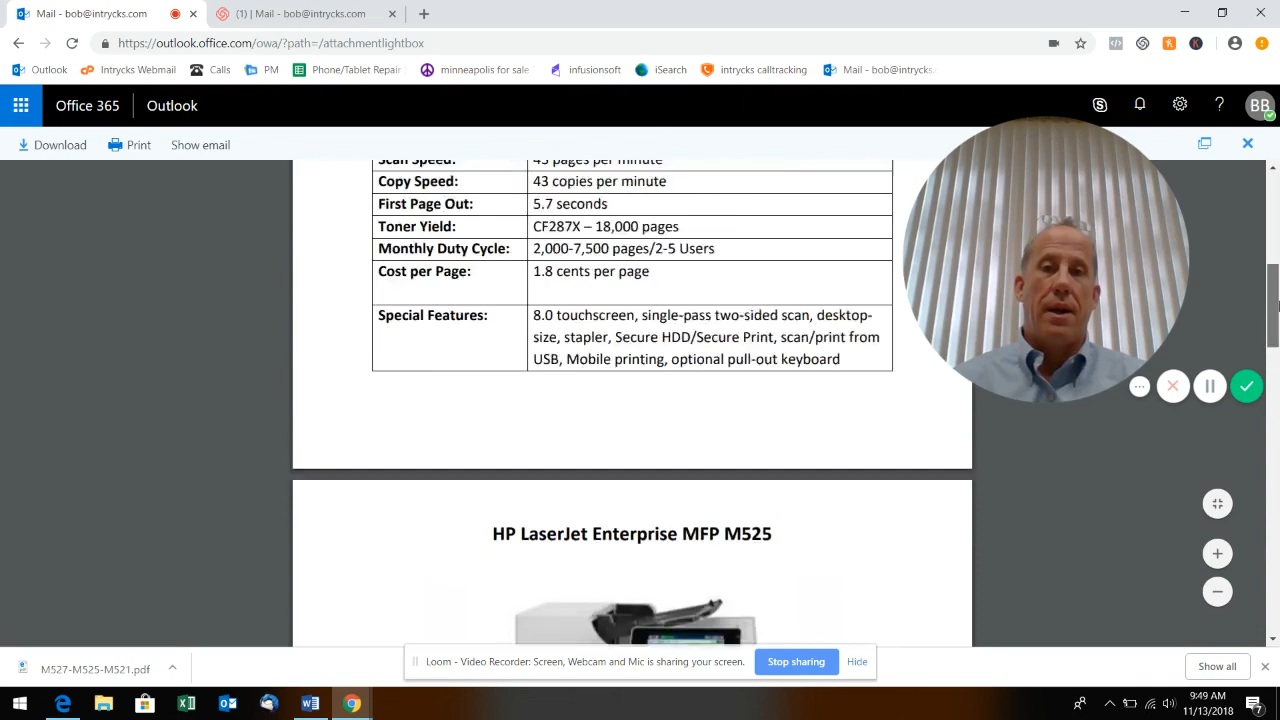 Mail - bob@intrycks.com
(1) | Mail - bob@intrycks.com
https://outlook.office.com/owa/?path=/attachmentlightbox
Outlook
Intrycks Webmail
Calls
PM
Phone/Tablet Repair
minneapolis for sale
infusionsoft
iSearch
intrycks calltracking
Mail - bob@intrycks.c
Office 365
Outlook
BB
Download
Print
Show email
Scan Speed: 43 pages per minute
Copy Speed: 43 copies per minute
First Page Out: 5.7 seconds
Toner Yield: CF287X – 18,000 pages
Monthly Duty Cycle: 2,000-7,500 pages/2-5 Users
Cost per Page: 1.8 cents per page
Special Features: 8.0 touchscreen, single-pass two-sided scan, desktop-
size, stapler, Secure HDD/Secure Print, scan/print from
USB, Mobile printing, optional pull-out keyboard
HP LaserJet Enterprise MFP M525
Loom - Video Recorder: Screen, Webcam and Mic is sharing your screen.
Stop sharing
Hide
M527-M525-M521.pdf
Show all
9:49 AM
11/13/2018
7